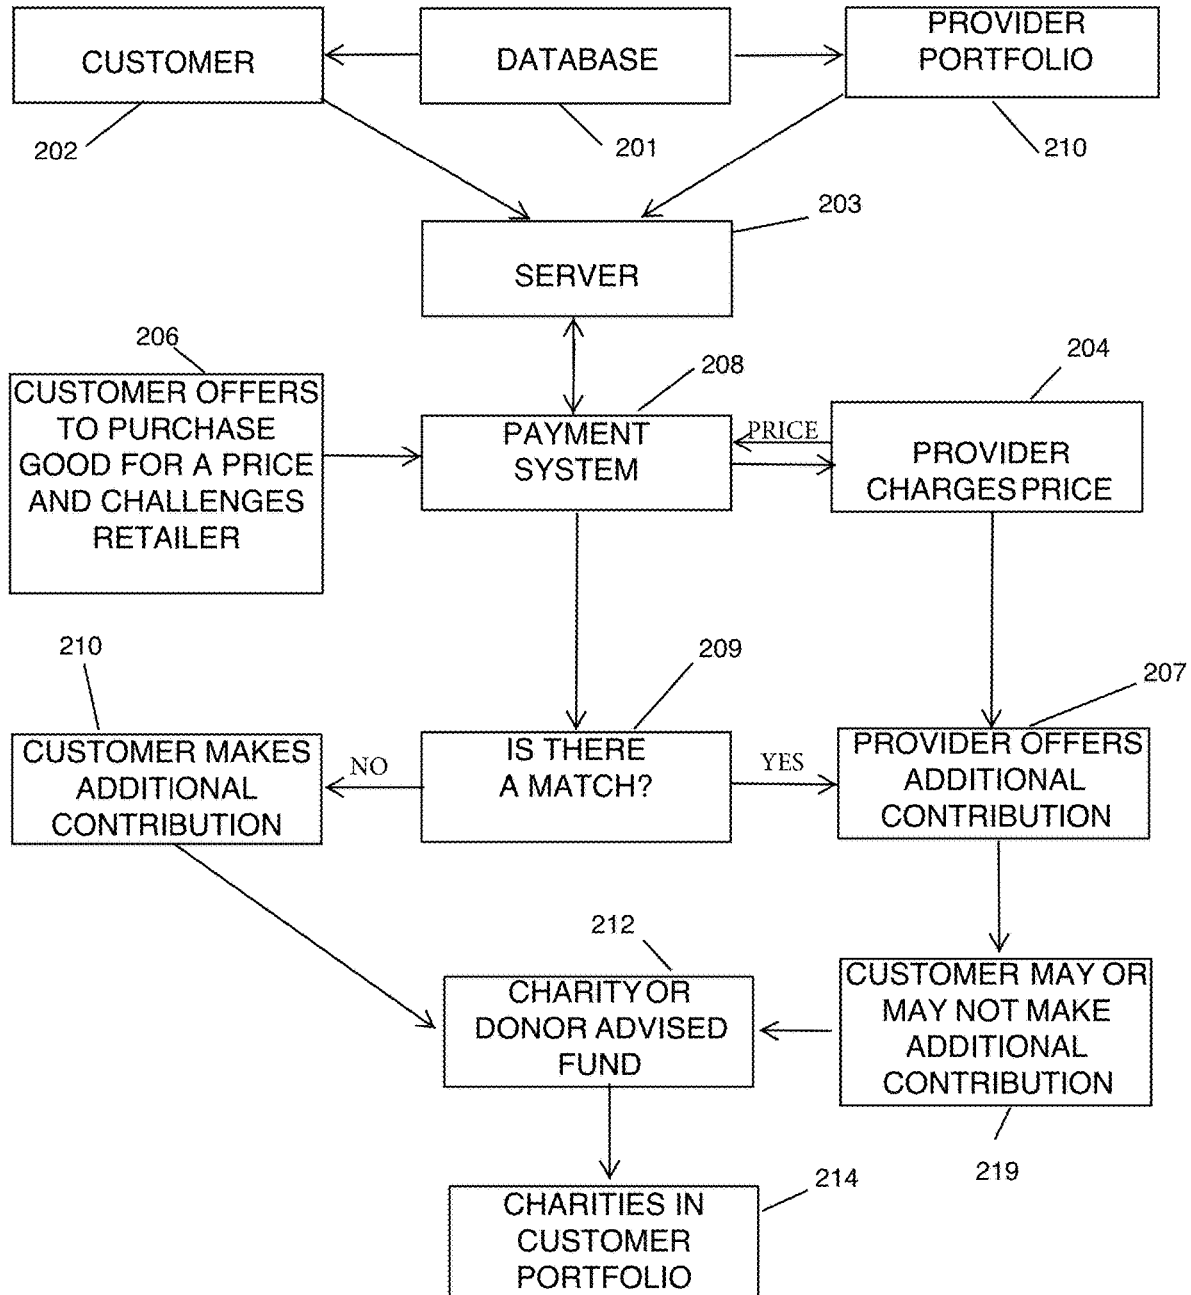 CUSTOMER
DATABASE
PROVIDER
PORTFOLIO
202
201
210
203
SERVER
206
CUSTOMER OFFERS
TO PURCHASE
GOOD FOR A PRICE
AND CHALLENGES
RETAILER
208
PAYMENT
SYSTEM
PRICE
204
PROVIDER
CHARGES PRICE
210
CUSTOMER MAKES
ADDITIONAL
CONTRIBUTION
NO
209
IS THERE
A MATCH?
YES
207
PROVIDER OFFERS
ADDITIONAL
CONTRIBUTION
212
CHARITY OR
DONOR ADVISED
FUND
CUSTOMER MAY OR
MAY NOT MAKE
ADDITIONAL
CONTRIBUTION
219
214
CHARITIES IN
CUSTOMER
PORTFOLIO